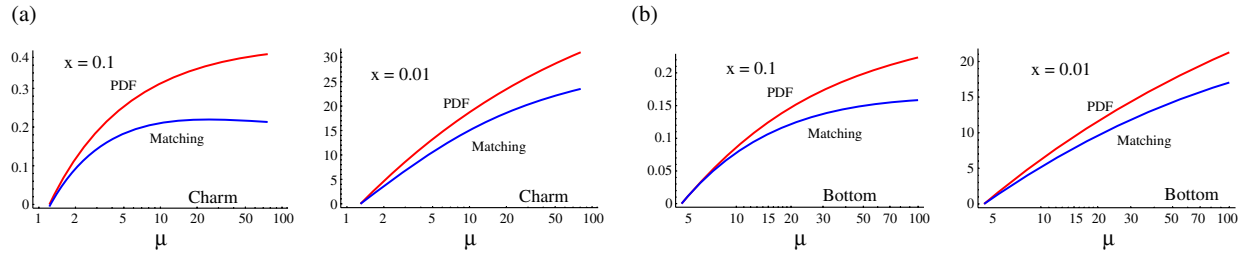 (a)
0.4
0.3
0.2
0.1
0
x = 0.1
PDF
Matching
Charm
1 2 5 10 20 50 100
μ
30
25
20
15
10
5
0
x = 0.01
PDF
Matching
Charm
1 2 5 10 20 50 100
μ
(b)
0.2
0.15
0.1
0.05
0
x = 0.1
PDF
Matching
Bottom
5 10 15 20 30 50 70 100
μ
20
15
10
5
0
x = 0.01
PDF
Matching
Bottom
5 10 15 20 30 50 70 100
μ